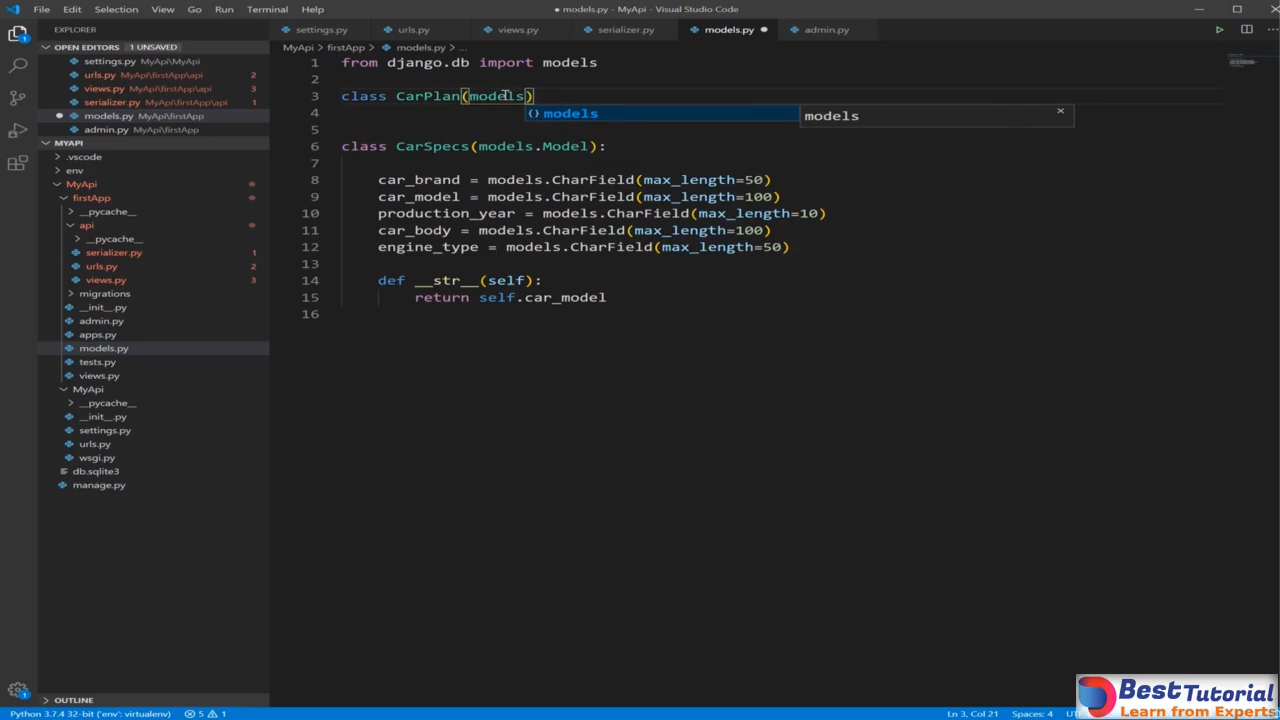 File Edit Selection View Go Run Terminal Help
models.py - MyApi - Visual Studio Code
EXPLORER
settings.py urls.py views.py serializer.py models.py admin.py
OPEN EDITORS 1 UNSAVED
settings.py MyApi\MyApi
urls.py MyApi\firstApp\api 2
views.py MyApi\firstApp\api 3
serializer.py MyApi\firstApp\api 1
models.py MyApi\firstApp
admin.py MyApi\firstApp
MYAPI
.vscode
env
MyApi
firstApp
__pycache__
api
__pycache__
serializer.py 1
urls.py 2
views.py 3
migrations
__init__.py
admin.py
apps.py
models.py
tests.py
views.py
MyApi
__pycache__
__init__.py
settings.py
urls.py
wsgi.py
db.sqlite3
manage.py
OUTLINE
MyApi > firstApp > models.py > ...
1 from django.db import models
2
3 class CarPlan(models)
models
models
4
5
6 class CarSpecs(models.Model):
7
8 car_brand = models.CharField(max_length=50)
9 car_model = models.CharField(max_length=100)
10 production_year = models.CharField(max_length=10)
11 car_body = models.CharField(max_length=100)
12 engine_type = models.CharField(max_length=50)
13
14 def __str__(self):
15 return self.car_model
16
1
Python 3.7.4 32-bit ('env': virtualenv) 5 1
Ln 3, Col 21 Spaces: 4
BestTutorial
Learn from Experts